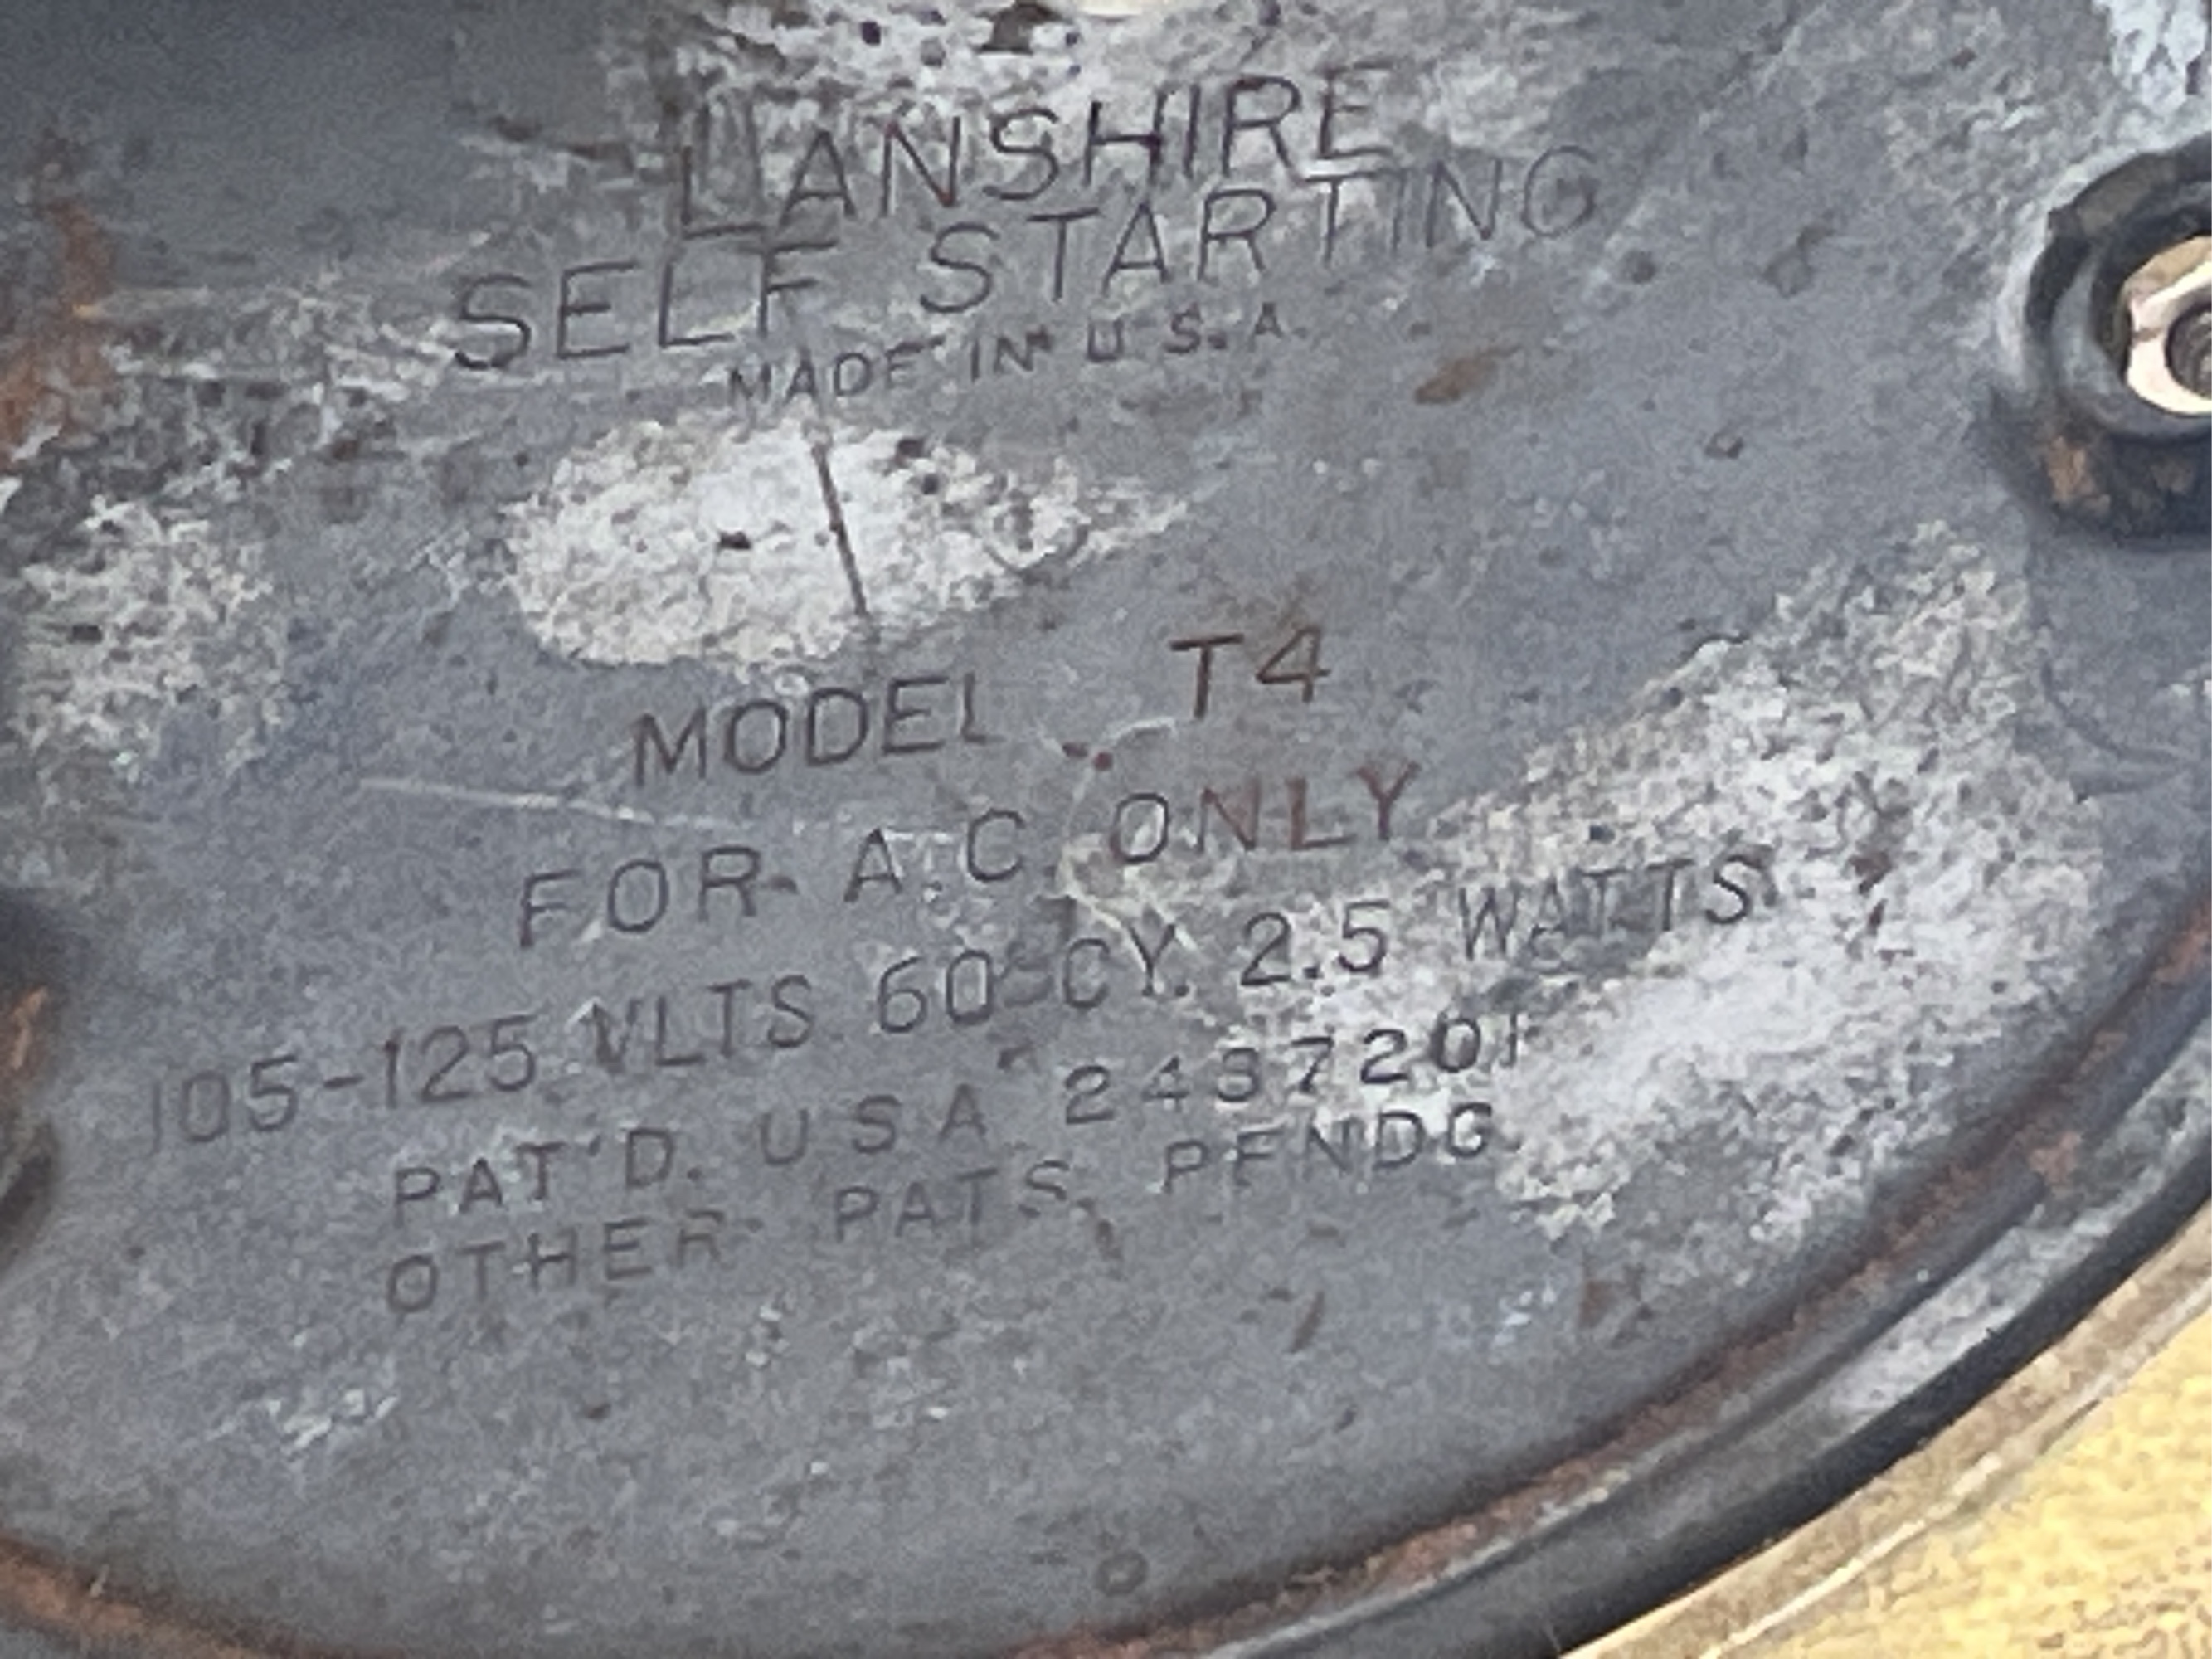 LANSHIRE
SELF STARTING
MADE IN U.S.A.
MODEL T4
FOR A.C. ONLY
105-125 VLTS 60 CY. 2.5 WATTS
PAT'D. USA 2437201
OTHER PATS. PENDG.